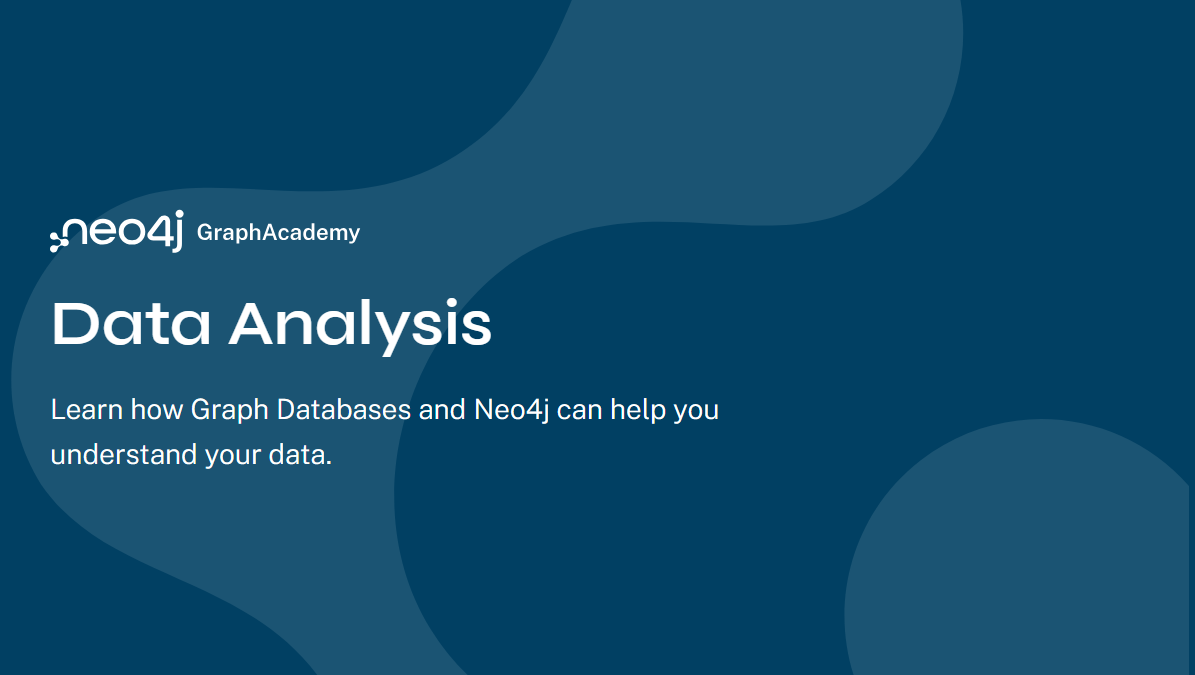 neo4j GraphAcademy
Data Analysis
Learn how Graph Databases and Neo4j can help you
understand your data.